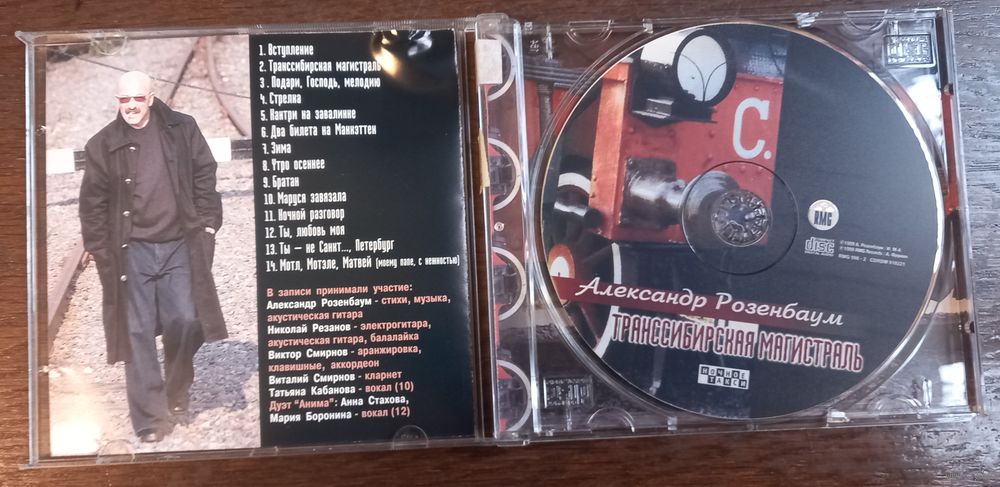 1. Вступление
2. Транссибирская магистраль
3. Подари, Господь, мелодию
4. Стрелка
5. Кантри на завалинке
6. Два билета на Манхэттен
7. Зима
8. Утро осеннее
9. Братан
10. Маруся завязала
11. Ночной разговор
12. Ты, любовь моя
13. Ты – не Санкт..., Петербург
14. Мотл, Мотэле, Матвей (моему папе, с нежностью)
В записи принимали участие:
Александр Розенбаум - стихи, музыка,
акустическая гитара
Николай Резанов - электрогитара,
акустическая гитара, балалайка
Виктор Смирнов - аранжировка,
клавишные, аккордеон
Виталий Смирнов - кларнет
Татьяна Кабанова - вокал (10)
Дуэт "Анима": Анна Стахова,
Мария Боронина - вокал (12)
С.
RMG
COMPACT
disc
DIGITAL AUDIO
Александр Розенбаум
ТРАНССИБИРСКАЯ МАГИСТРАЛЬ
НОЧНОЕ
ТАКСИ